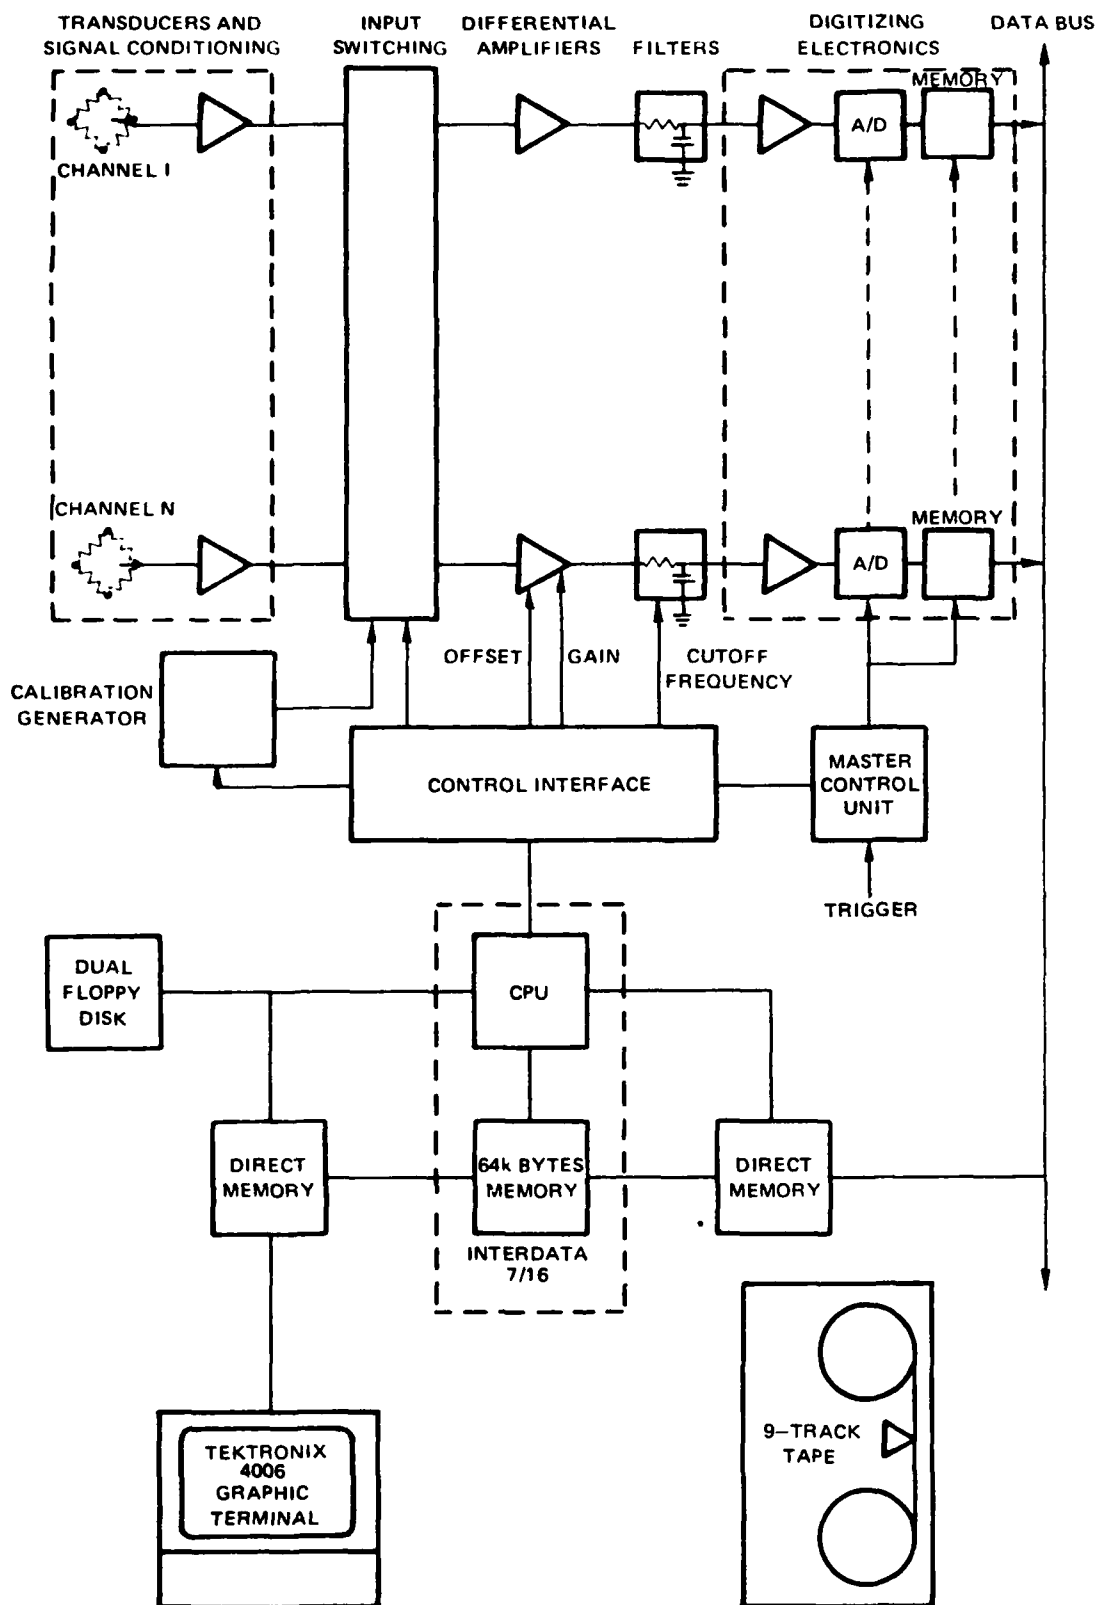 TRANSDUCERS AND
SIGNAL CONDITIONING
INPUT
SWITCHING
DIFFERENTIAL
AMPLIFIERS
FILTERS
DIGITIZING
ELECTRONICS
DATA BUS
MEMORY
A/D
CHANNEL 1
CHANNEL N
MEMORY
A/D
OFFSET
GAIN
CUTOFF
FREQUENCY
CALIBRATION
GENERATOR
CONTROL INTERFACE
MASTER
CONTROL
UNIT
TRIGGER
DUAL
FLOPPY
DISK
CPU
DIRECT
MEMORY
64k BYTES
MEMORY
DIRECT
MEMORY
INTERDATA
7/16
TEKTRONIX
4006
GRAPHIC
TERMINAL
9-TRACK
TAPE